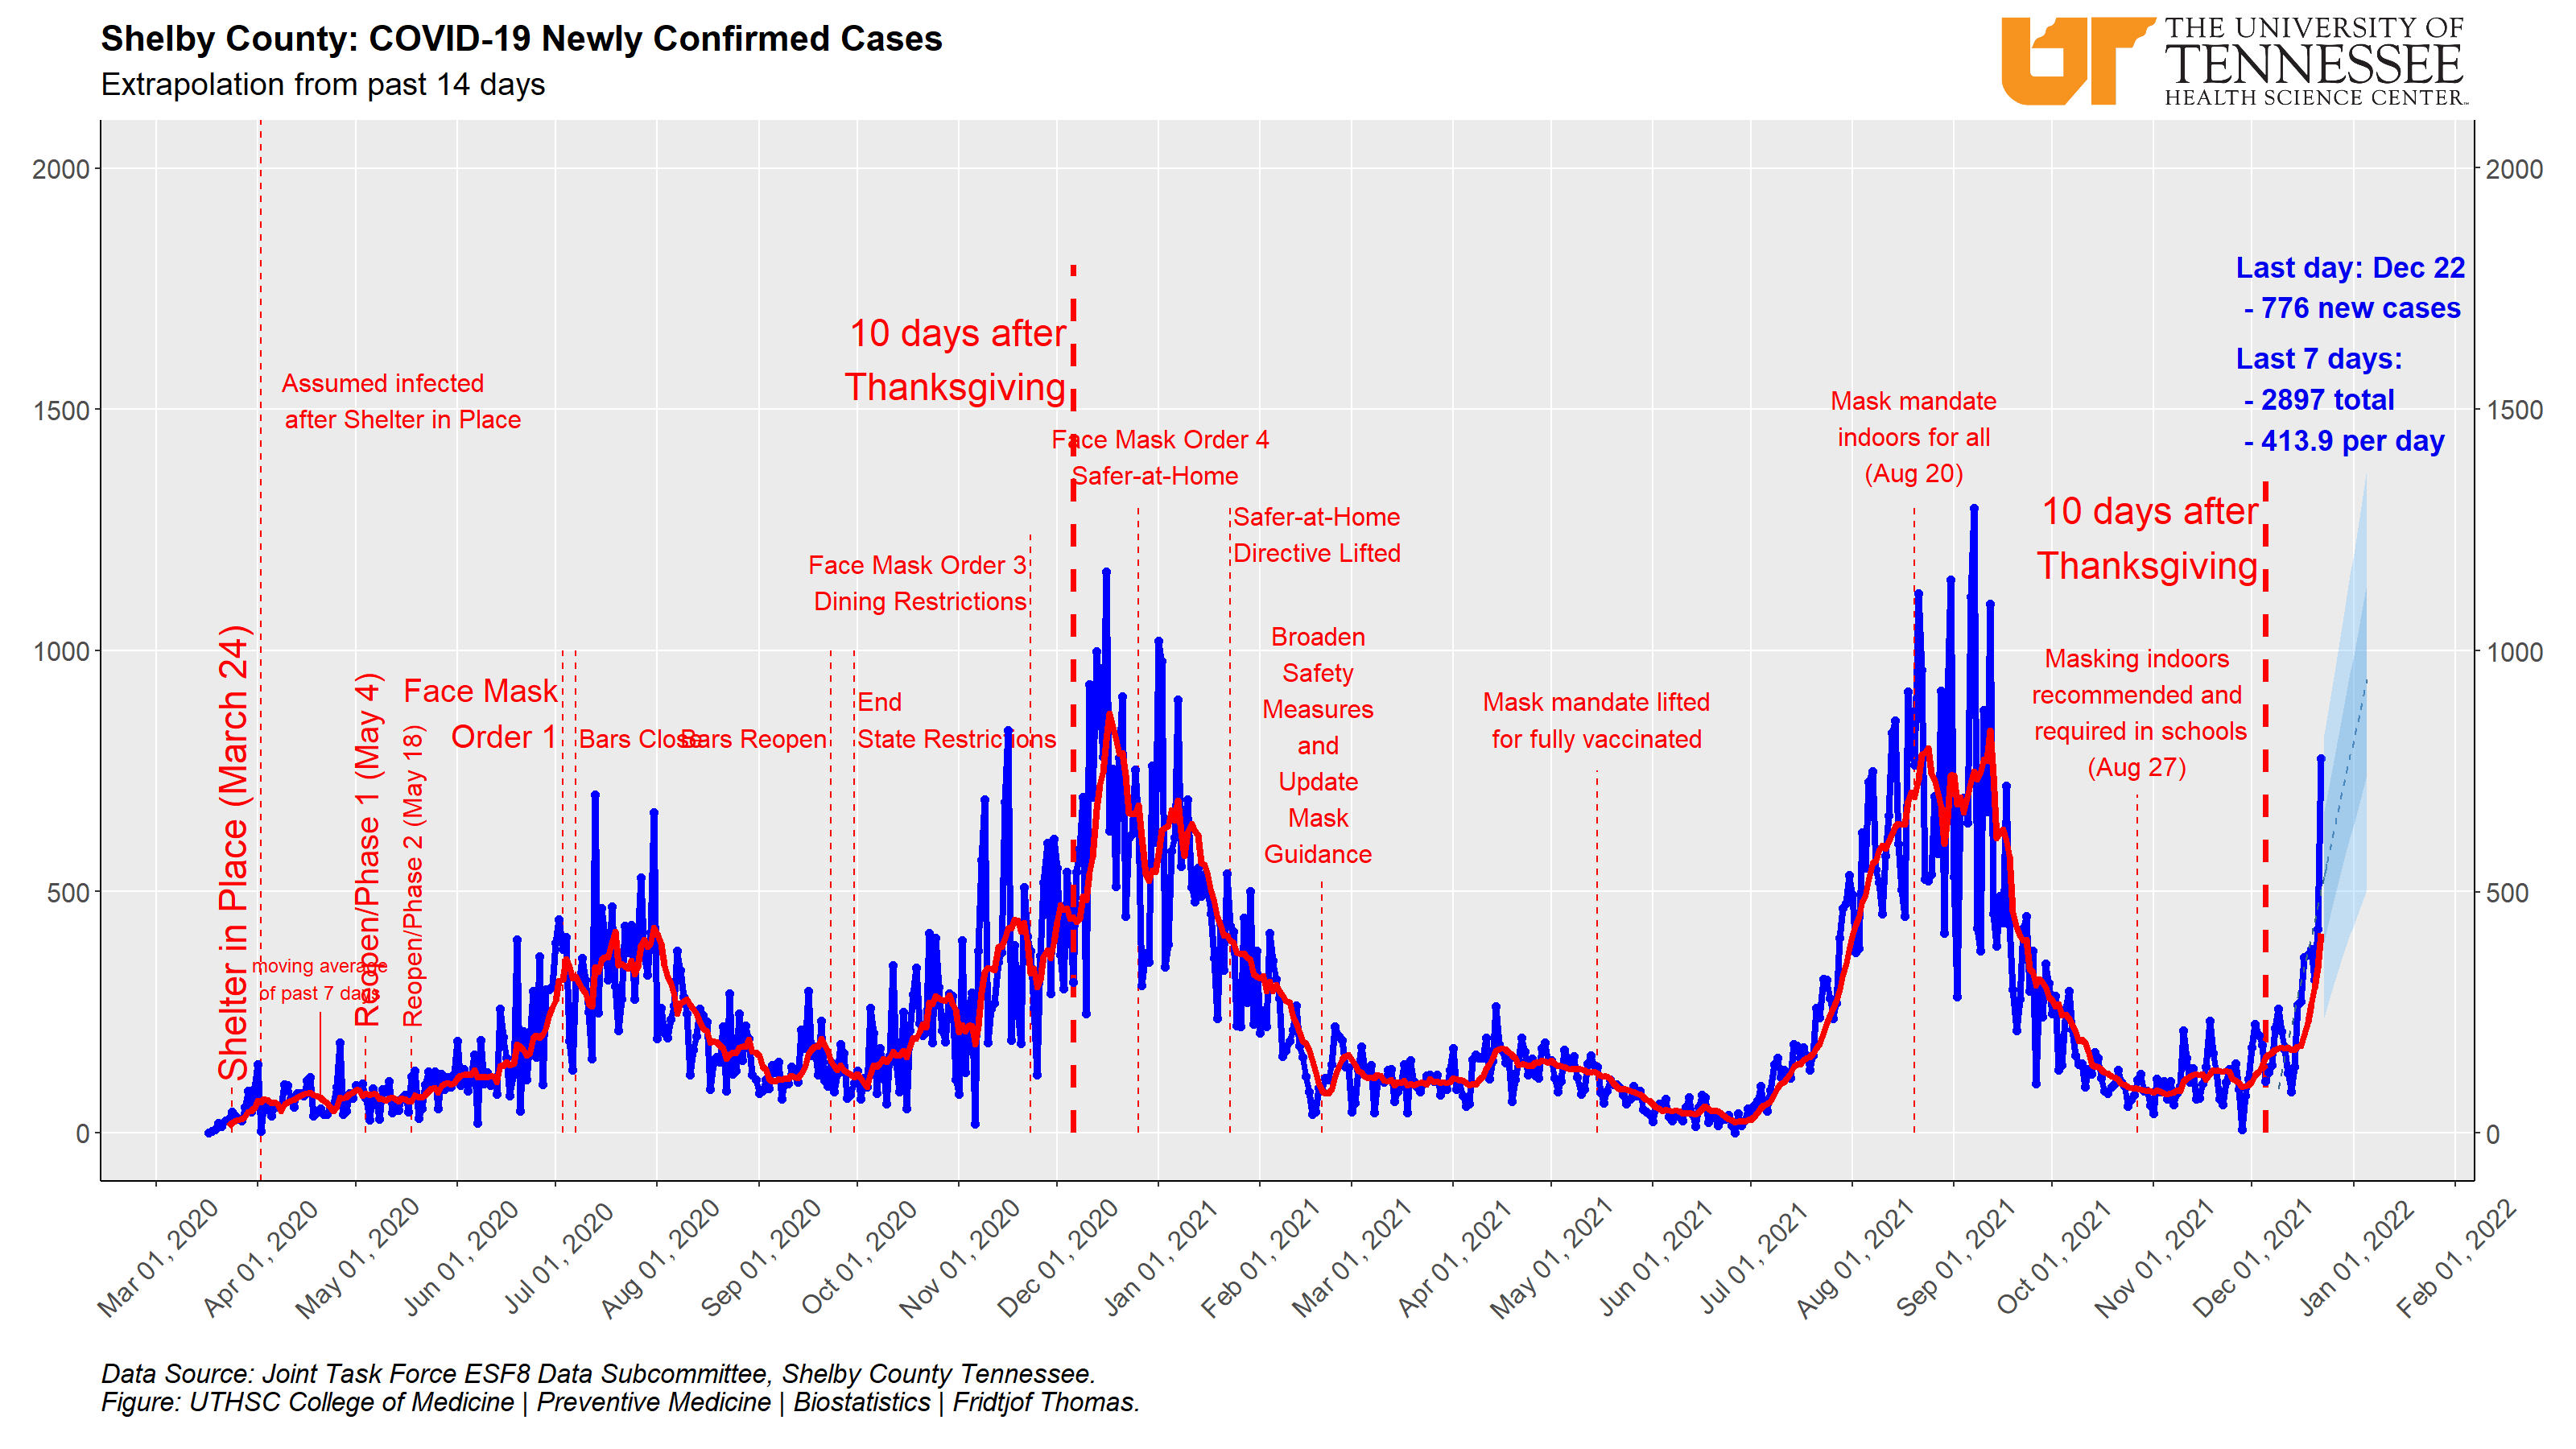 Shelby County: COVID-19 Newly Confirmed Cases
Extrapolation from past 14 days
UT
THE UNIVERSITY OF
TENNESSEE
HEALTH SCIENCE CENTER™
2000
1500
1000
500
0
2000
1500
1000
500
0
Shelter in Place (March 24)
Assumed infected
after Shelter in Place
moving average
of past 7 days
Reopen/Phase 1 (May 4)
Reopen/Phase 2 (May 18)
Face Mask
Order 1
Bars Close
Bars Reopen
End
State Restrictions
Face Mask Order 3
Dining Restrictions
10 days after
Thanksgiving
Face Mask Order 4
Safer-at-Home
Safer-at-Home
Directive Lifted
Broaden
Safety
Measures
and
Update
Mask
Guidance
Mask mandate lifted
for fully vaccinated
Mask mandate
indoors for all
(Aug 20)
Masking indoors
recommended and
required in schools
(Aug 27)
10 days after
Thanksgiving
Last day: Dec 22
- 776 new cases
Last 7 days:
- 2897 total
- 413.9 per day
Mar 01, 2020
Apr 01, 2020
May 01, 2020
Jun 01, 2020
Jul 01, 2020
Aug 01, 2020
Sep 01, 2020
Oct 01, 2020
Nov 01, 2020
Dec 01, 2020
Jan 01, 2021
Feb 01, 2021
Mar 01, 2021
Apr 01, 2021
May 01, 2021
Jun 01, 2021
Jul 01, 2021
Aug 01, 2021
Sep 01, 2021
Oct 01, 2021
Nov 01, 2021
Dec 01, 2021
Jan 01, 2022
Feb 01, 2022
Data Source: Joint Task Force ESF8 Data Subcommittee, Shelby County Tennessee.
Figure: UTHSC College of Medicine | Preventive Medicine | Biostatistics | Fridtjof Thomas.